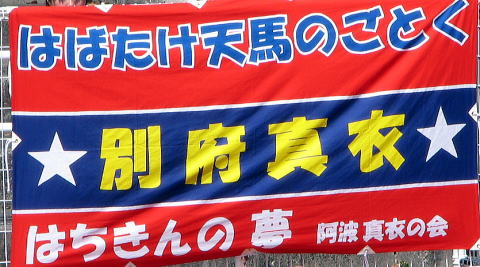 はばたけ天馬のごとく
別府真衣
はちきんの夢 阿波真衣の会